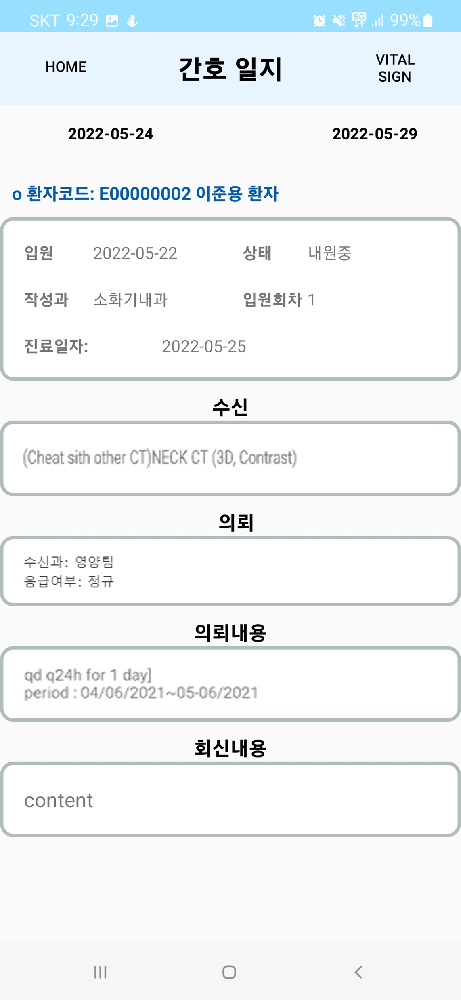 SKT 9:29
5G 99%
HOME
간호 일지
VITAL
SIGN
2022-05-24 2022-05-29
o 환자코드: E00000002 이준용 환자
입원 2022-05-22 상태 내원중
작성과 소화기내과 입원회차 1
진료일자: 2022-05-25
수신
(Cheat sith other CT)NECK CT (3D, Contrast)
의뢰
수신과: 영양팀
응급여부: 정규
의뢰내용
qd q24h for 1 day]
period : 04/06/2021~05-06/2021
회신내용
content